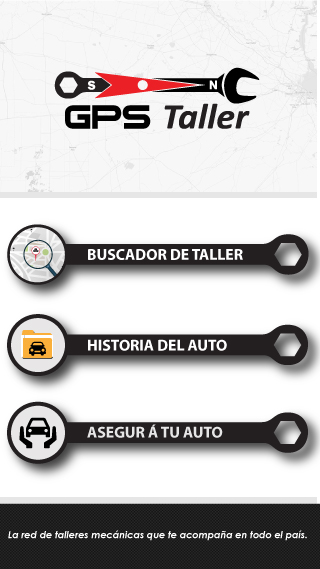 S N
GPS Taller
BUSCADOR DE TALLER
HISTORIA DEL AUTO
ASEGUR Á TU AUTO
La red de talleres mecánicas que te acompaña en todo el país.